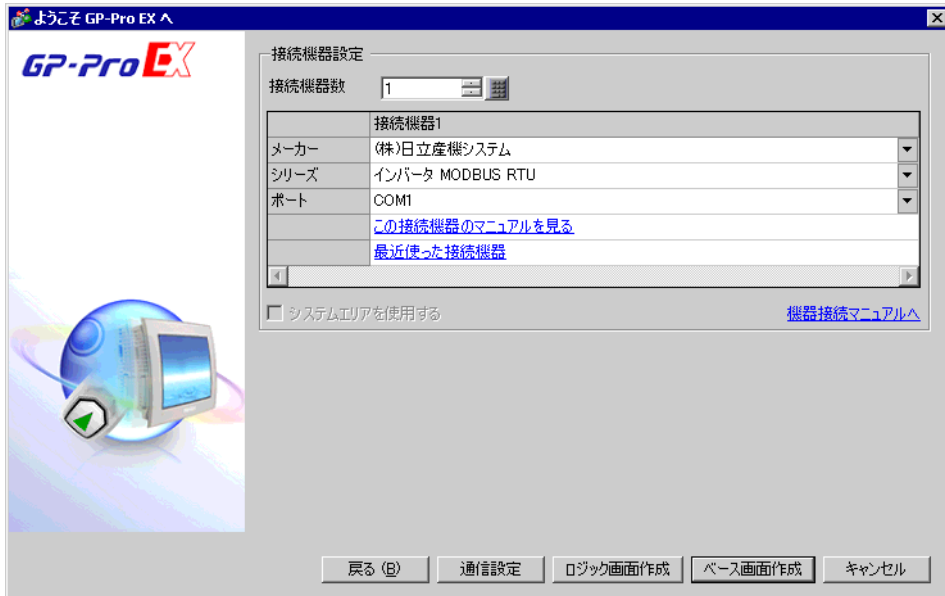 ようこそ GP-Pro EX へ
GP-Pro EX
接続機器設定
接続機器数 1
接続機器1
メーカー (株)日立産機システム
シリーズ インバータ MODBUS RTU
ポート COM1
この接続機器のマニュアルを見る
最近使った接続機器
システムエリアを使用する 機器接続マニュアルへ
戻る (B) 通信設定 ロジック画面作成 ベース画面作成 キャンセル